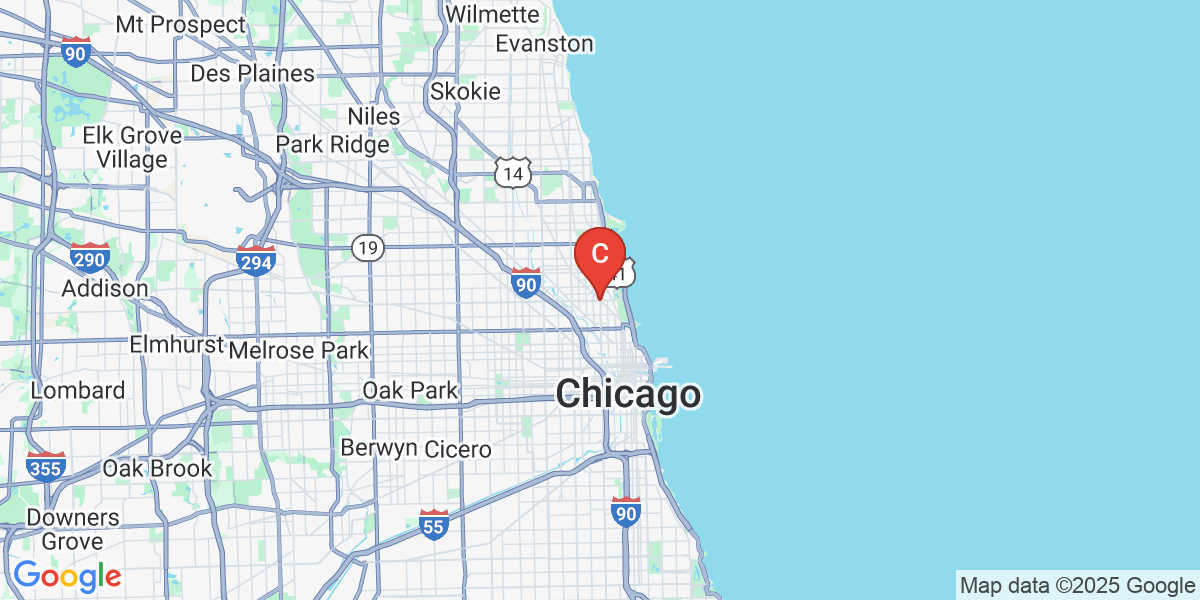 Wilmette
Mt Prospect
Evanston
90
Des Plaines
Skokie
Niles
Elk Grove
Village
Park Ridge
14
19
C
290
294
41
90
Addison
Elmhurst
Melrose Park
Lombard
Oak Park
Chicago
Berwyn
Cicero
355
Oak Brook
Downers
Grove
55
90
Google
Map data ©2025 Google